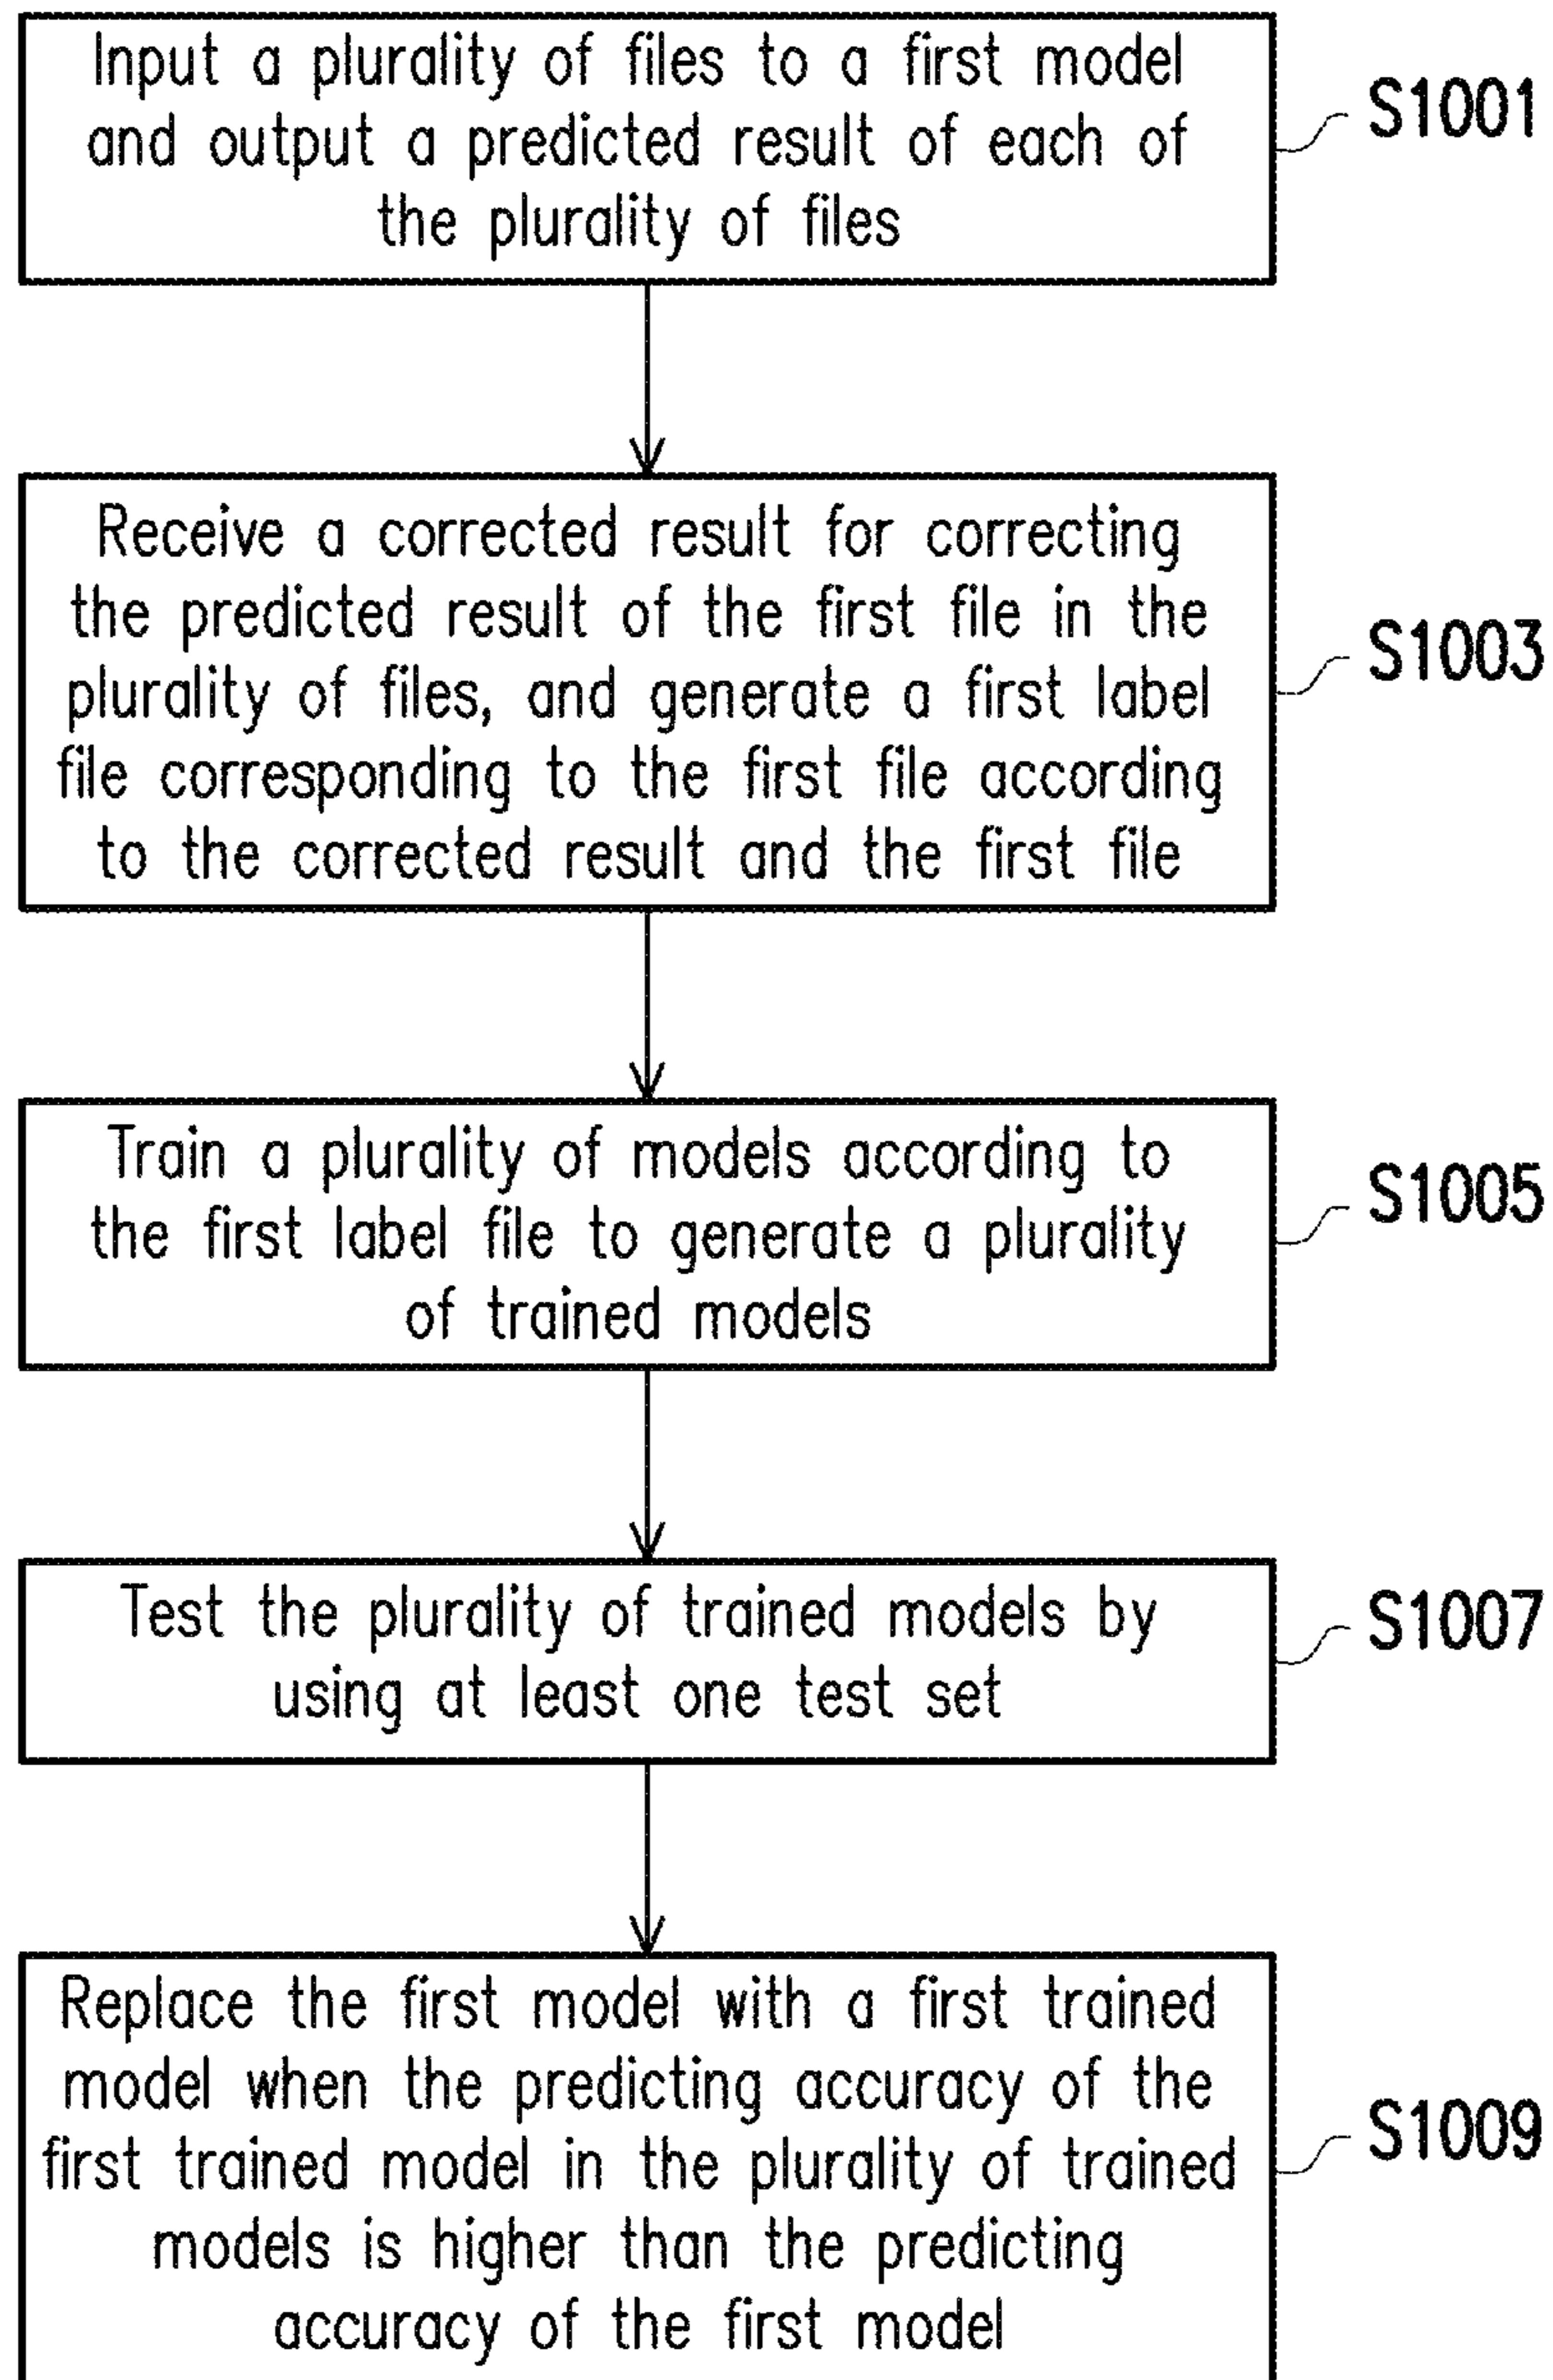 Input a plurality of files to a first model
and output a predicted result of each of
the plurality of files
S1001
Receive a corrected result for correcting
the predicted result of the first file in the
plurality of files, and generate a first label
file corresponding to the first file according
to the corrected result and the first file
S1003
Train a plurality of models according to
the first label file to generate a plurality
of trained models
S1005
Test the plurality of trained models by
using at least one test set
S1007
Replace the first model with a first trained
model when the predicting accuracy of the
first trained model in the plurality of trained
models is higher than the predicting
accuracy of the first model
S1009